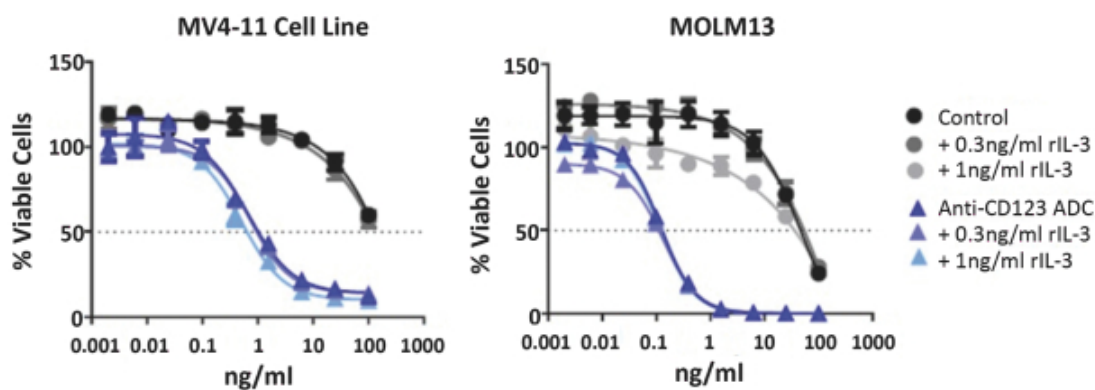 MV4-11 Cell Line
% Viable Cells
150
100
50
0
0.001 0.01 0.1 1 10 100 1000
ng/ml
MOLM13
% Viable Cells
150
100
50
0
0.001 0.01 0.1 1 10 100 1000
ng/ml
Control
+ 0.3ng/ml rIL-3
+ 1ng/ml rIL-3
Anti-CD123 ADC
+ 0.3ng/ml rIL-3
+ 1ng/ml rIL-3